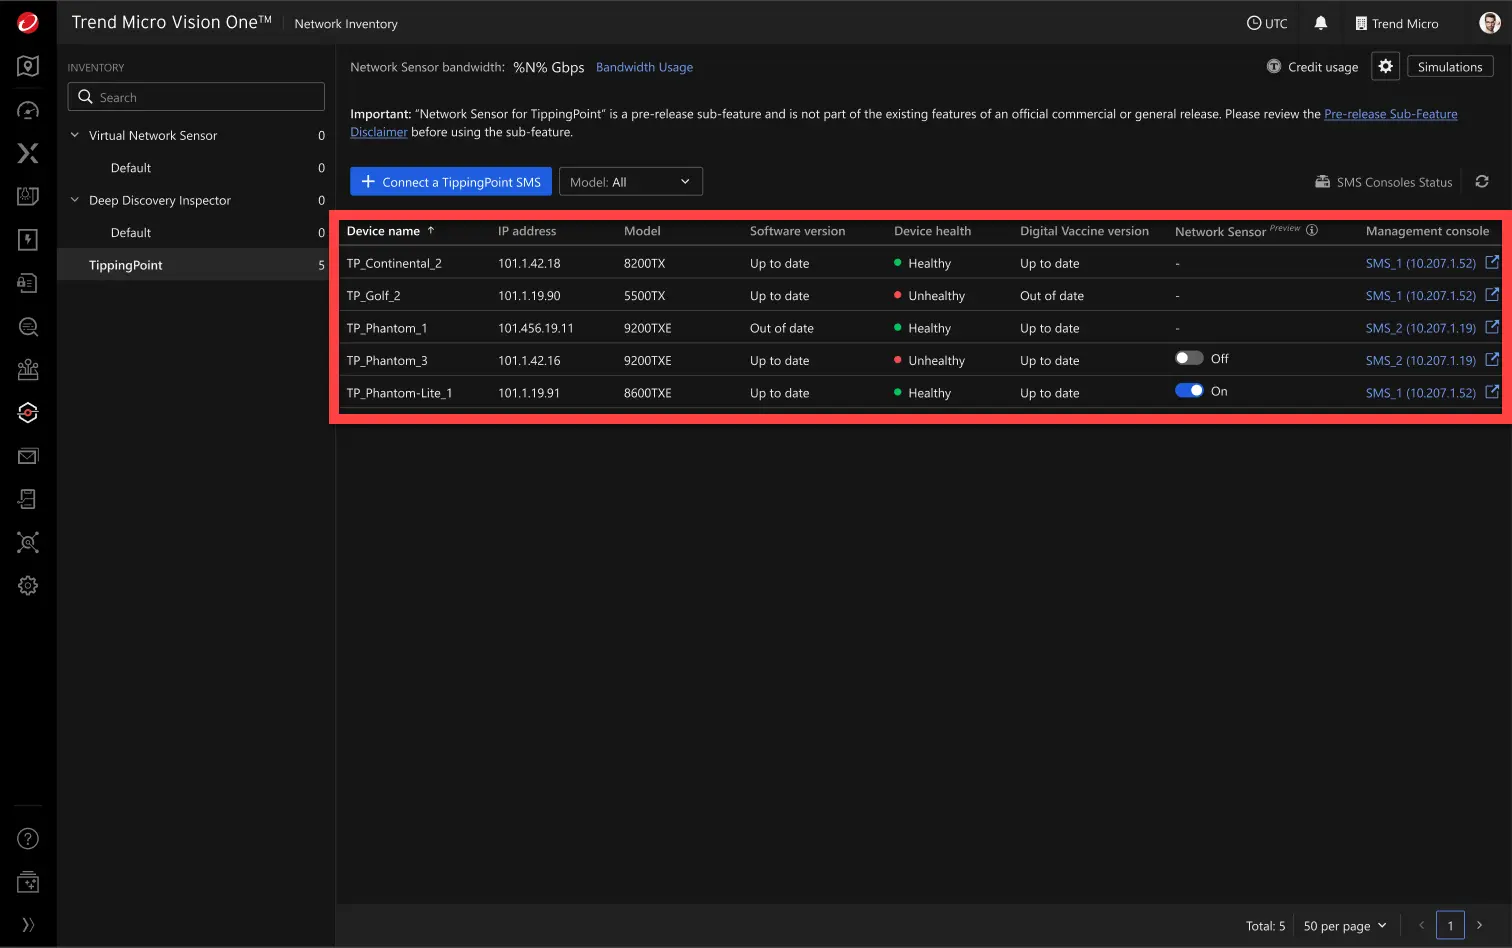 Trend Micro Vision One™ Network Inventory UTC Trend Micro
INVENTORY
Search
Virtual Network Sensor 0
Default 0
Deep Discovery Inspector 0
Default 0
TippingPoint 5
Network Sensor bandwidth: %N% Gbps Bandwidth Usage Credit usage Simulations
Important: "Network Sensor for TippingPoint" is a pre-release sub-feature and is not part of the existing features of an official commercial or general release. Please review the Pre-release Sub-Feature
Disclaimer before using the sub-feature.
+ Connect a TippingPoint SMS Model: All SMS Consoles Status
Device name ↑ IP address Model Software version Device health Digital Vaccine version Network Sensor Preview Management console
TP_Continental_2 101.1.42.18 8200TX Up to date Healthy Up to date - SMS_1 (10.207.1.52)
TP_Golf_2 101.1.19.90 5500TX Up to date Unhealthy Out of date - SMS_1 (10.207.1.52)
TP_Phantom_1 101.456.19.11 9200TXE Out of date Healthy Up to date - SMS_2 (10.207.1.19)
TP_Phantom_3 101.1.42.16 9200TXE Up to date Unhealthy Up to date Off SMS_2 (10.207.1.19)
TP_Phantom-Lite_1 101.1.19.91 8600TXE Up to date Healthy Up to date On SMS_1 (10.207.1.52)
Total: 5 50 per page 1